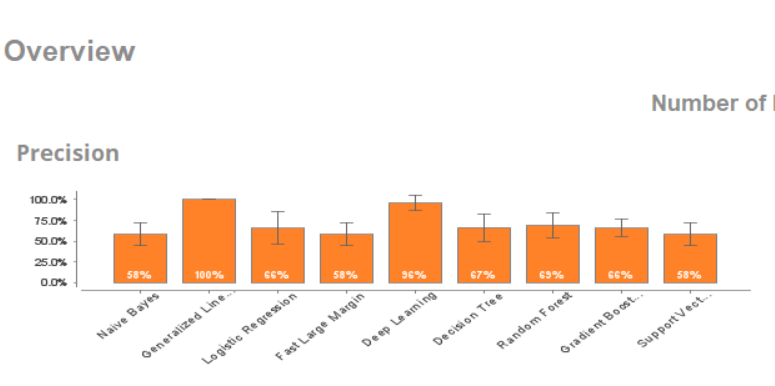 Overview
Number of
Precision
100.0%
75.0%
50.0%
25.0%
0.0%
58% 100% 66% 58% 96% 67% 69% 66% 58%
Naive Bayes
Generalized Line...
Logistic Regression
Fast Large Margin
Deep Learning
Decision Tree
Random Forest
Gradient Boost...
Support Vect...